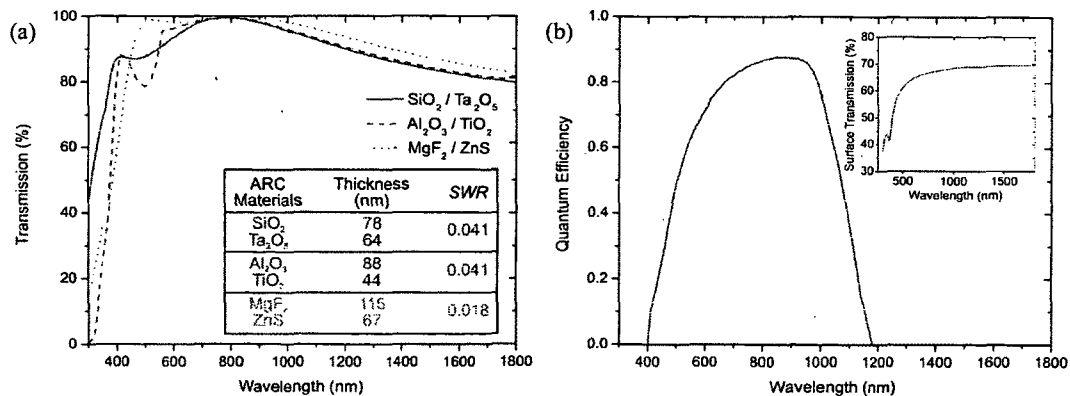 (a)
Transmission (%)
100
80
60
40
20
0
400 600 800 1000 1200 1400 1600 1800
Wavelength (nm)
SiO₂ / Ta₂O₅
Al₂O₃ / TiO₂
MgF₂ / ZnS
ARC Materials Thickness (nm) SWR
SiO₂ 78
Ta₂O₅ 64
0.041
Al₂O₃ 88
TiO₂ 44
0.041
MgF₂ 115
ZnS 67
0.018
(b)
Quantum Efficiency
1.0
0.8
0.6
0.4
0.2
0.0
400 600 800 1000 1200 1400 1600 1800
Wavelength (nm)
Surface Transmission (%)
80
70
60
50
40
30
500 1000 1500
Wavelength (nm)